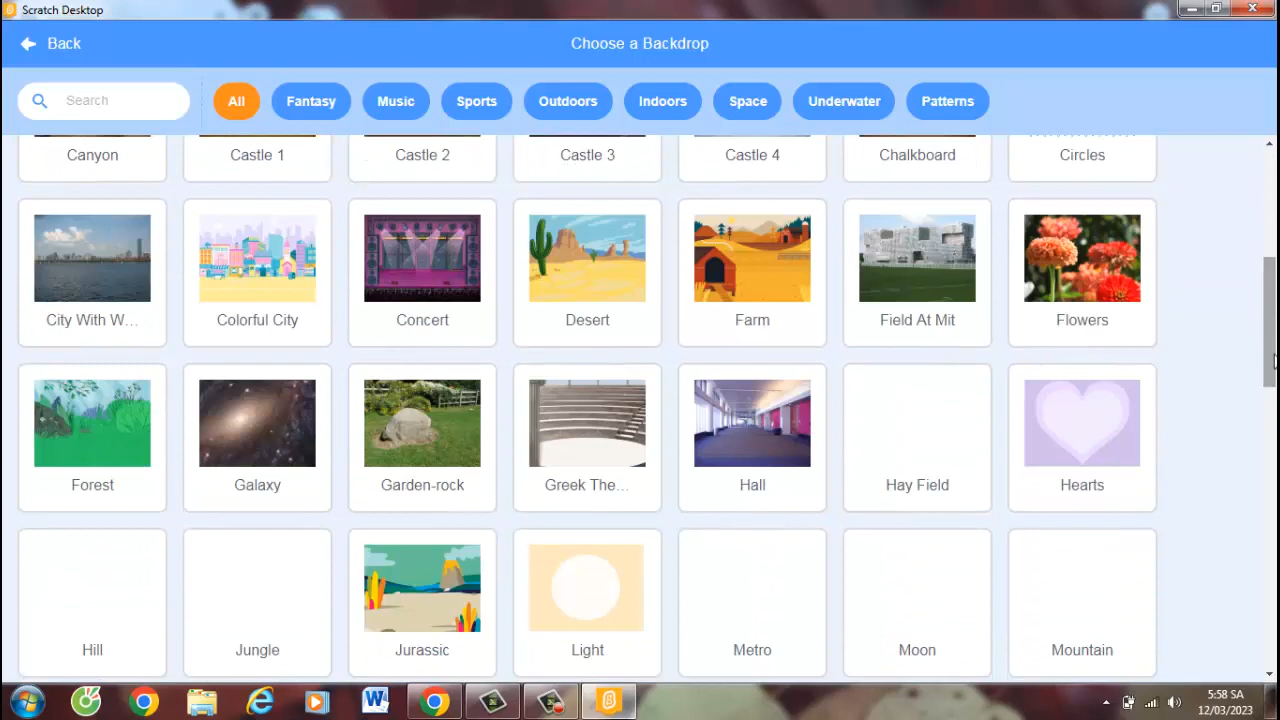 Scratch Desktop
Back
Choose a Backdrop
Search
All
Fantasy
Music
Sports
Outdoors
Indoors
Space
Underwater
Patterns
Canyon
Castle 1
Castle 2
Castle 3
Castle 4
Chalkboard
Circles
City With W...
Colorful City
Concert
Desert
Farm
Field At Mit
Flowers
Forest
Galaxy
Garden-rock
Greek The...
Hall
Hay Field
Hearts
Hill
Jungle
Jurassic
Light
Metro
Moon
Mountain
5:58 SA
12/03/2023